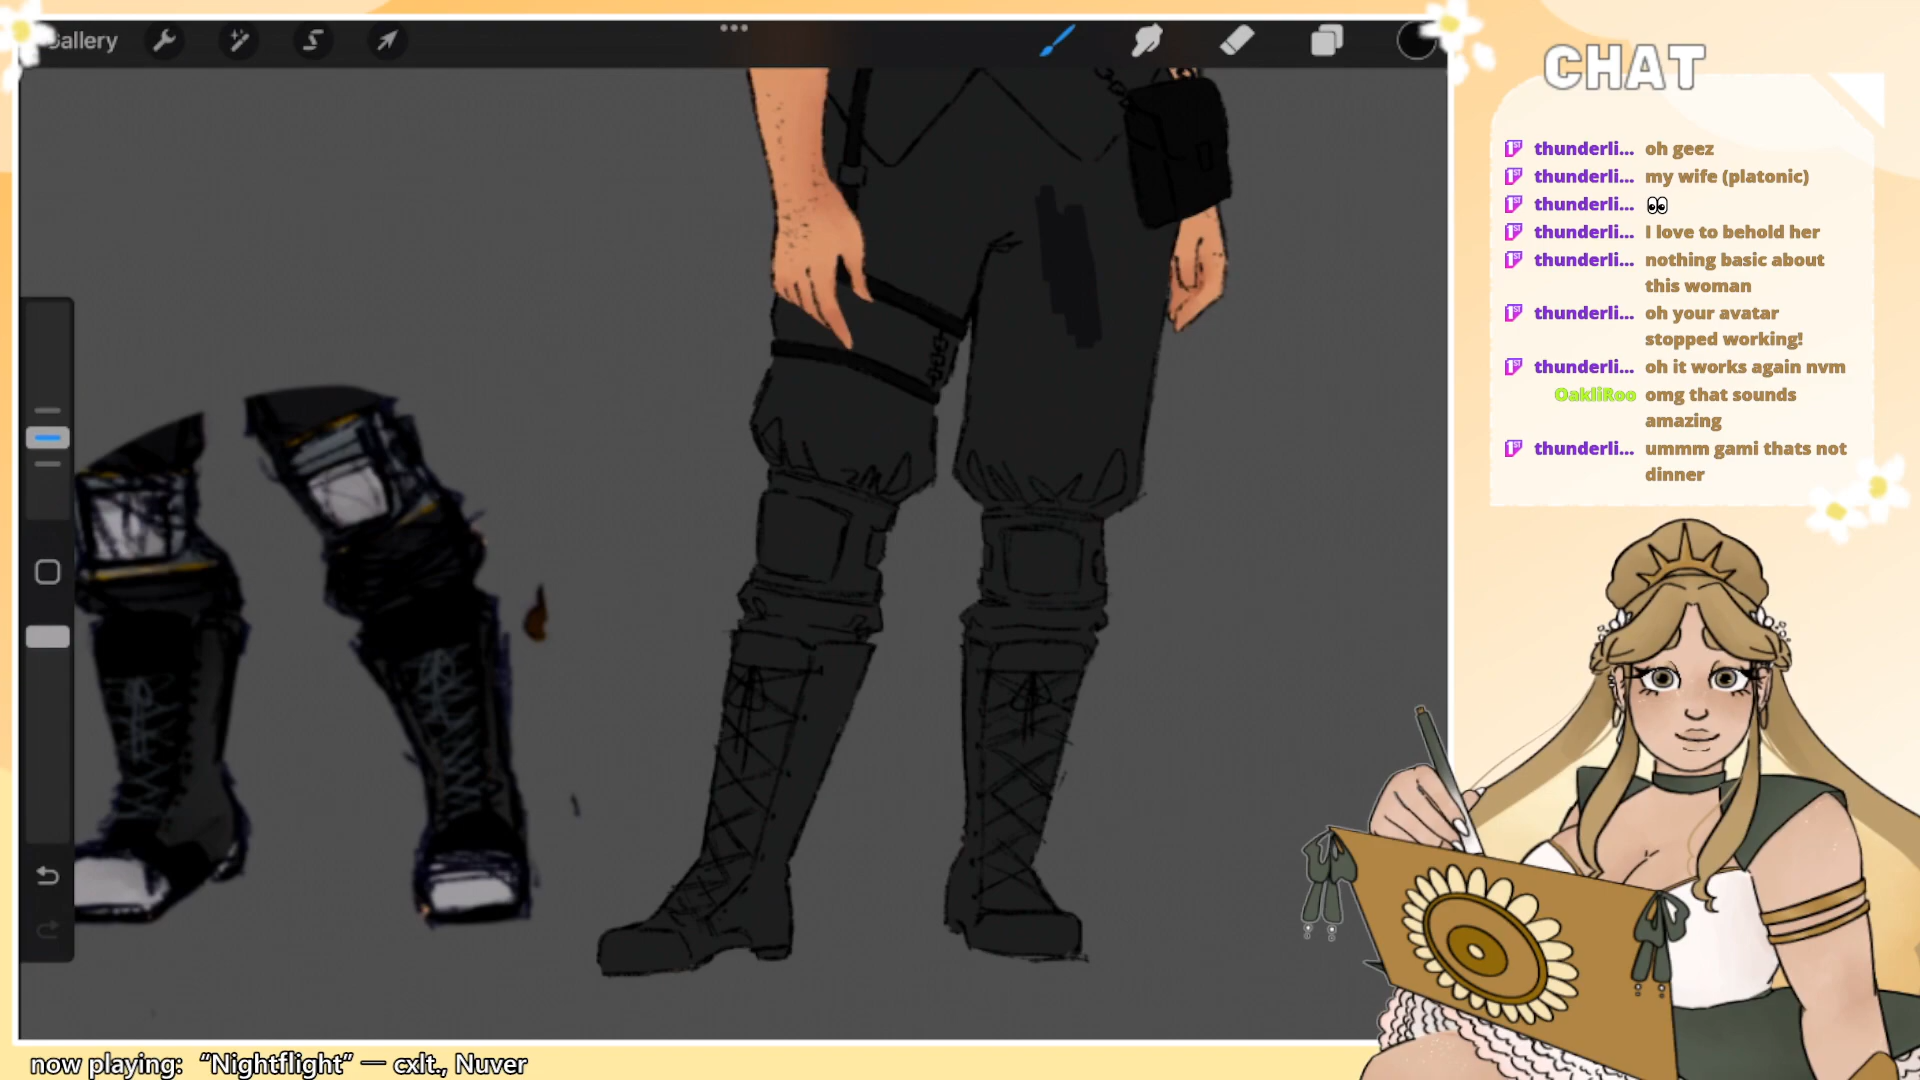 Gallery
CHAT
thunderli... oh geez
thunderli... my wife (platonic)
thunderli... 👀
thunderli... I love to behold her
thunderli... nothing basic about
this woman
thunderli... oh your avatar
stopped working!
thunderli... oh it works again nvm
OakliRoo omg that sounds
amazing
thunderli... ummm gami thats not
dinner
now playing: “Nightflight” — cxlt., Nuver